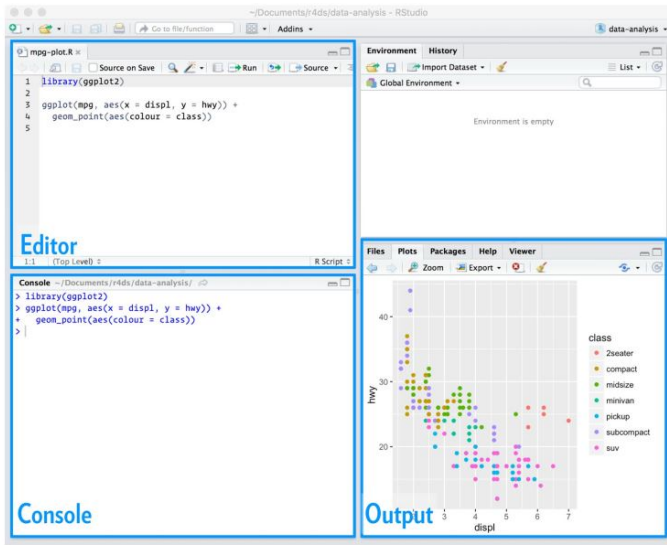 ~/Documents/r4ds/data-analysis - RStudio
Go to file/function
Addins
data-analysis
mpg-plot.R
Source on Save
Run
Source
1 library(ggplot2)
2
3 ggplot(mpg, aes(x = displ, y = hwy)) +
4 geom_point(aes(colour = class))
5
Editor
1:1 (Top Level) R Script
Console ~/Documents/r4ds/data-analysis/
> library(ggplot2)
> ggplot(mpg, aes(x = displ, y = hwy)) +
+ geom_point(aes(colour = class))
>
Console
Environment History
Import Dataset List
Global Environment
Environment is empty
Files Plots Packages Help Viewer
Zoom Export
40
30
20
hwy
3 4 5 6 7
displ
class
2seater
compact
midsize
minivan
pickup
subcompact
suv
Output